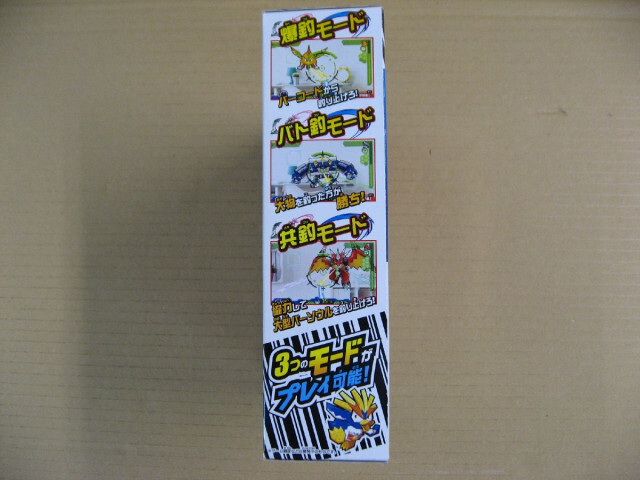 爆釣モード
バーコードから
釣り上げろ!
バト釣モード
大物を釣った方が
勝ち!
共釣モード
協力して
大型バーソウルを釣り上げろ!
3つの
モードが
プレイ可能!